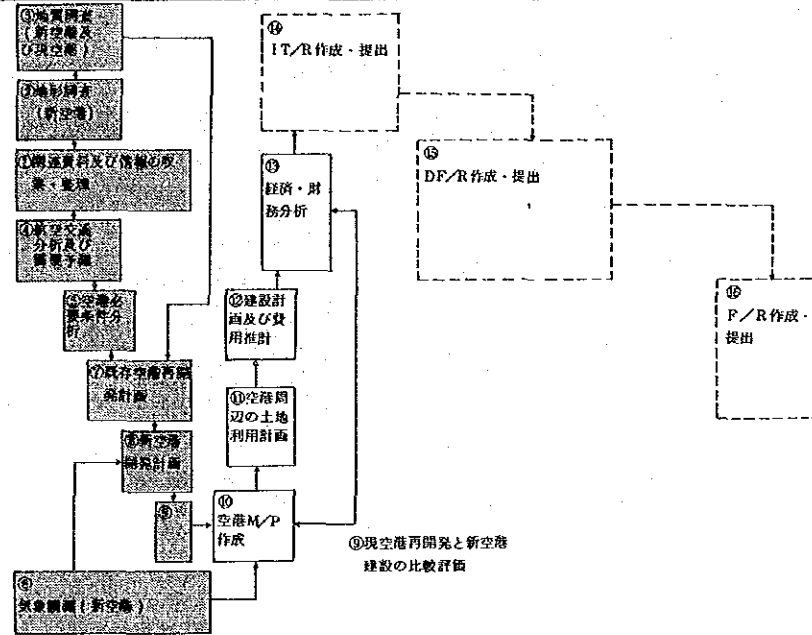 ③地質調査
(新空港及
び現空港)
②地形調査
(新空港)
①関連資料及び情報の収
集・整理
④航空交通
分析及び
需要予測
⑤空港必
要条件分
析
⑦既存空港再開
発計画
⑧新空港
開発計画
⑨
⑥
気象観測(新空港)
⑩
空港M/P
作成
⑪空港周
辺の土地
利用計画
⑫建設計
画及び費
用推計
⑬
経済・財
務分析
⑨現空港再開発と新空港
建設の比較評価
⑭
IT/R作成・提出
⑮
DF/R作成・提出
⑯
F/R作成・
提出